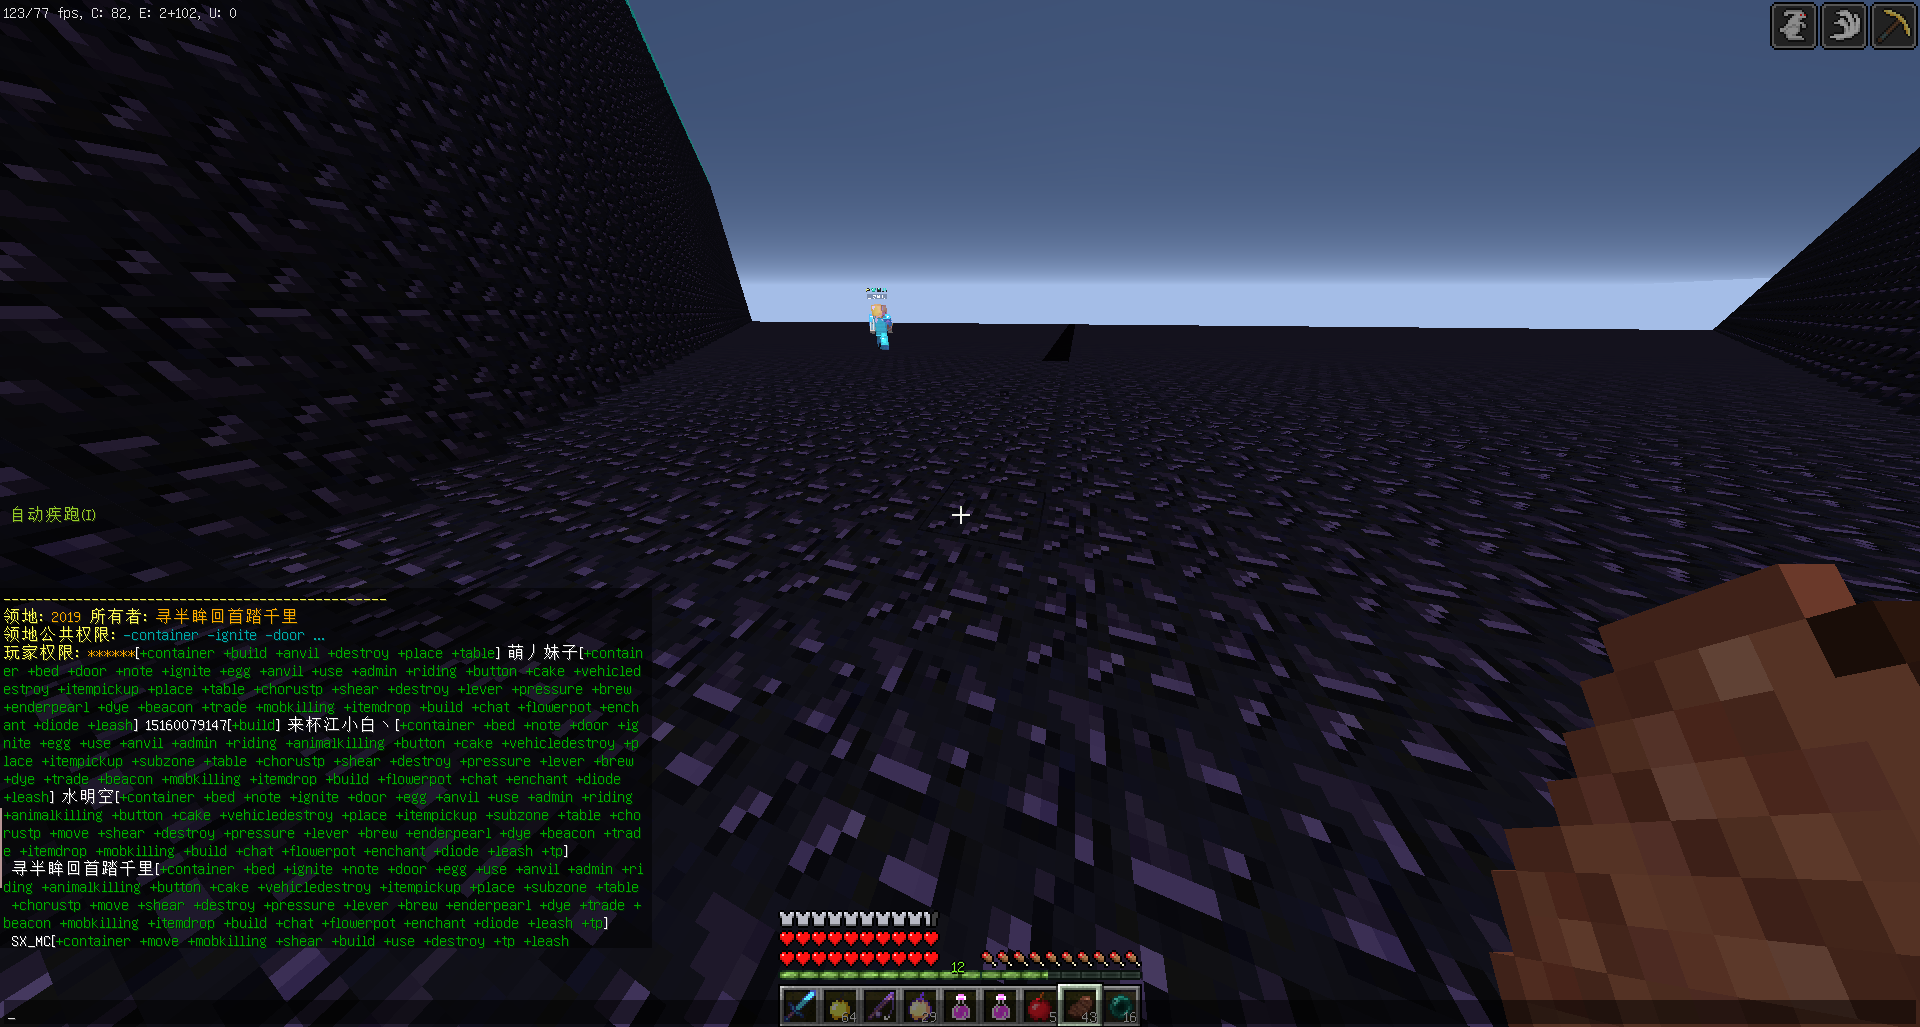 123/77 fps, C: 82, E: 2+102, U: 0
自动疾跑(I)
------------------------------------------------
领地: 2019 所有者: 寻半眸回首踏千里
领地公共权限: -container -ignite -door ...
玩家权限: ******[+container +build +anvil +destroy +place +table] 萌丿妹子[+contain
er +bed +door +note +ignite +egg +anvil +use +admin +riding +button +cake +vehicled
estroy +itempickup +place +table +chorustp +shear +destroy +lever +pressure +brew
+enderpearl +dye +beacon +trade +mobkilling +itemdrop +build +chat +flowerpot +ench
ant +diode +leash] 15160079147[+build] 来杯江小白丶[+container +bed +note +door +ig
nite +egg +use +anvil +admin +riding +animalkilling +button +cake +vehicledestroy +p
lace +itempickup +subzone +table +chorustp +shear +destroy +pressure +lever +brew
+dye +trade +beacon +mobkilling +itemdrop +build +flowerpot +chat +enchant +diode
+leash] 水明空[+container +bed +note +ignite +door +egg +anvil +use +admin +riding
+animalkilling +button +cake +vehicledestroy +place +itempickup +subzone +table +cho
rustp +move +shear +destroy +pressure +lever +brew +enderpearl +dye +beacon +trad
e +itemdrop +mobkilling +build +chat +flowerpot +enchant +diode +leash +tp]
寻半眸回首踏千里[+container +bed +ignite +note +door +egg +use +anvil +admin +ri
ding +animalkilling +button +cake +vehicledestroy +itempickup +place +subzone +table
+chorustp +move +shear +destroy +pressure +lever +brew +enderpearl +dye +trade +
beacon +mobkilling +itemdrop +build +chat +flowerpot +enchant +diode +leash +tp]
SX_MC[+container +move +mobkilling +shear +build +use +destroy +tp +leash
12
64 29 5 43 16
_